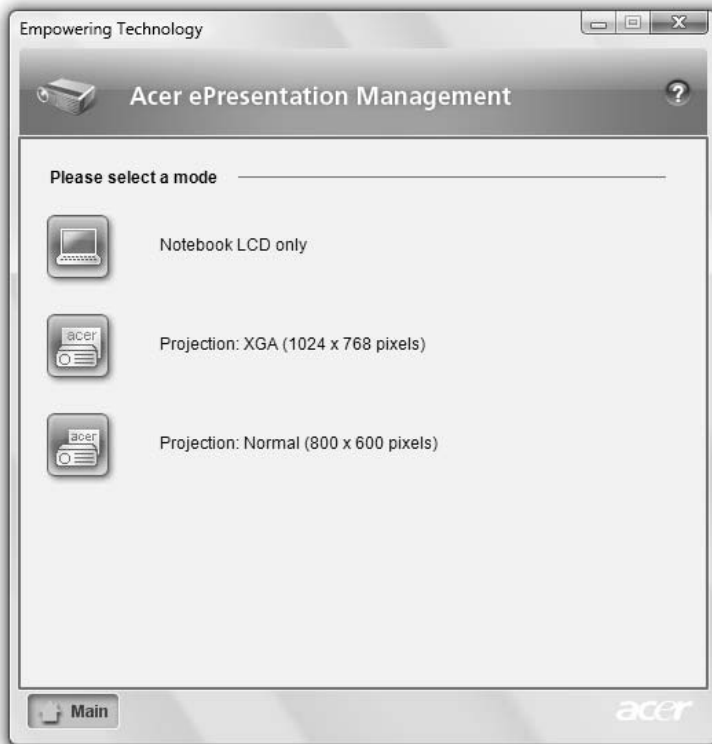 Empowering Technology
Acer ePresentation Management
?
Please select a mode
Notebook LCD only
acer
Projection: XGA (1024 x 768 pixels)
acer
Projection: Normal (800 x 600 pixels)
Main
acer